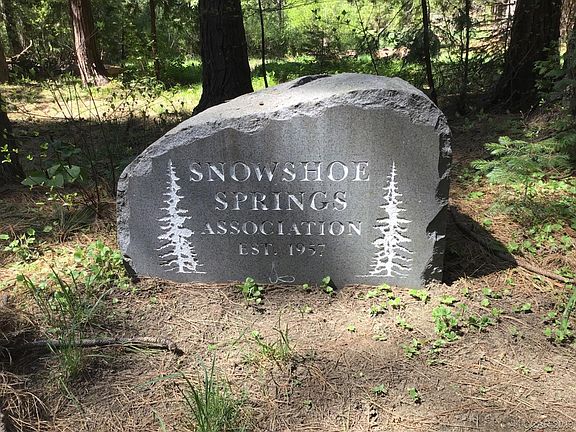 SNOWSHOE
SPRINGS
ASSOCIATION
EST. 1957